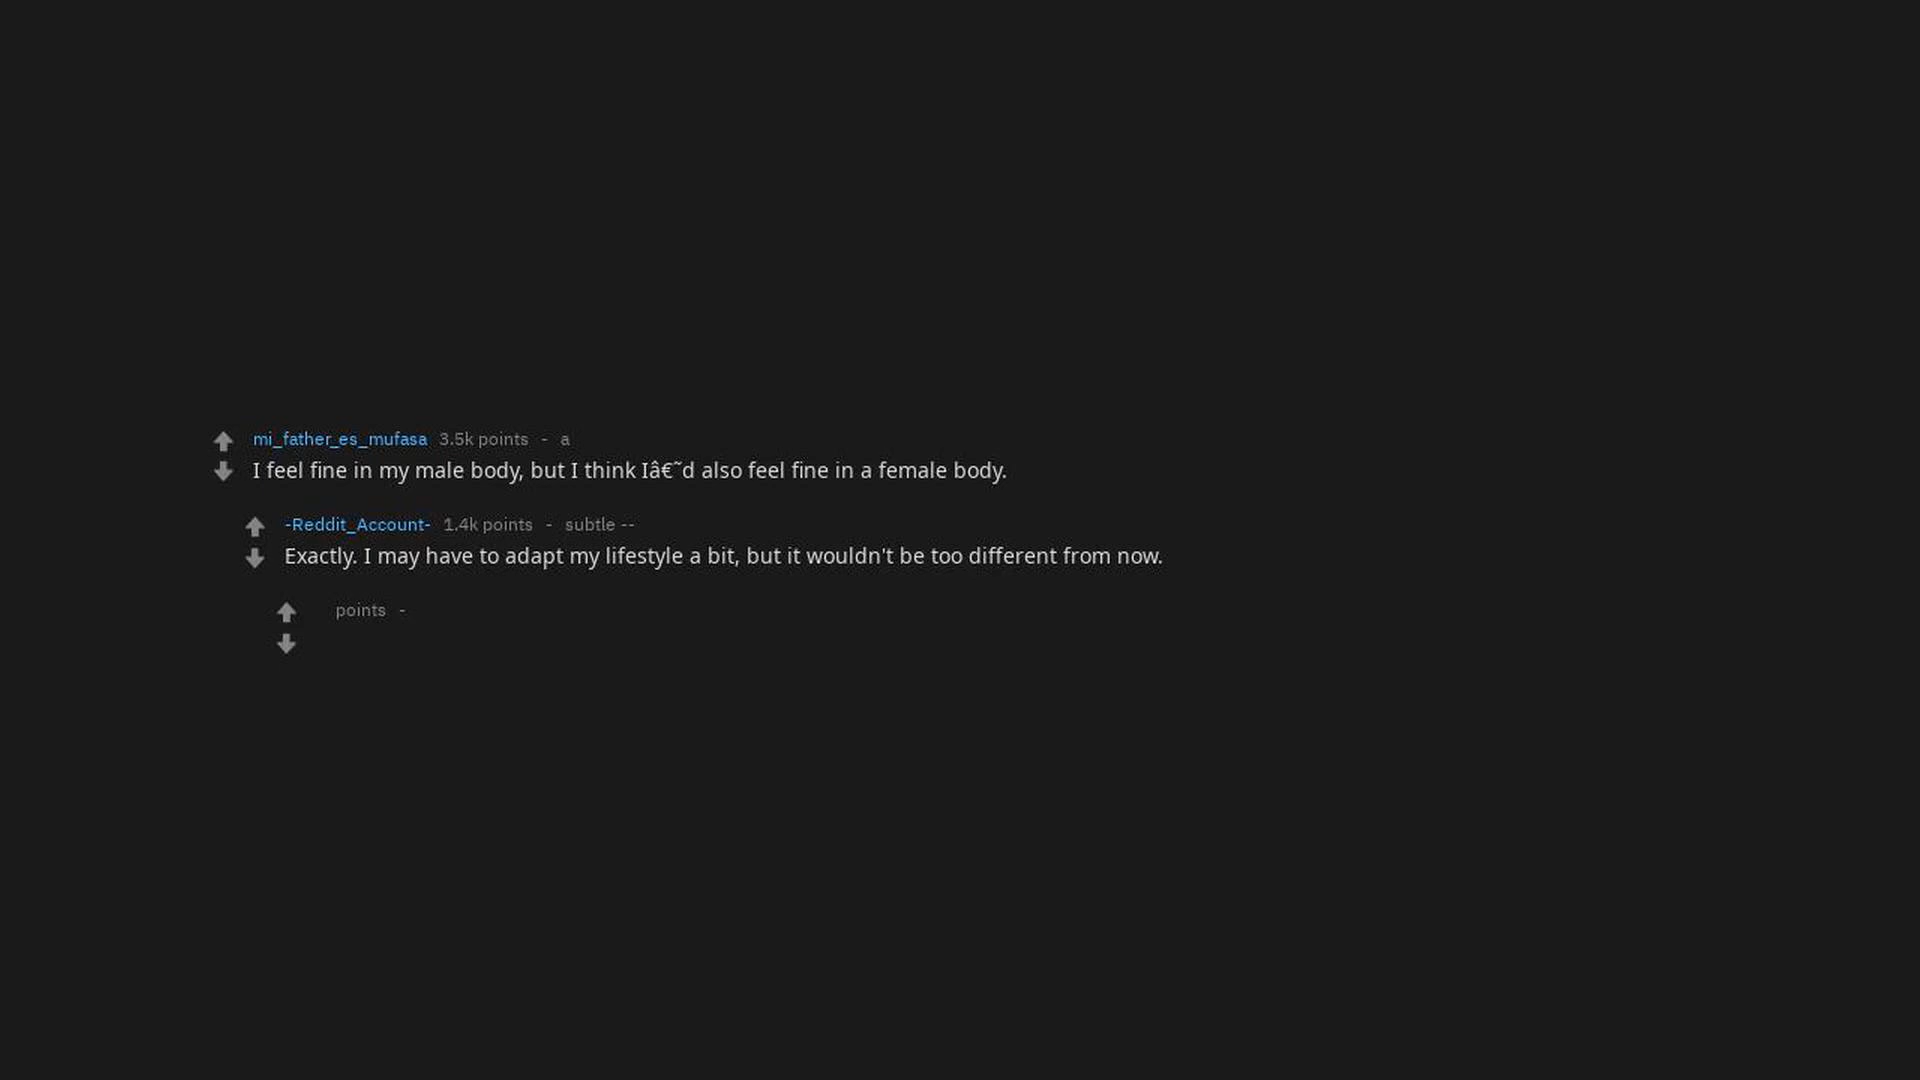 mi_father_es_mufasa 3.5k points - a
I feel fine in my male body, but I think Iâ€˜d also feel fine in a female body.
-Reddit_Account- 1.4k points - subtle --
Exactly. I may have to adapt my lifestyle a bit, but it wouldn't be too different from now.
points -